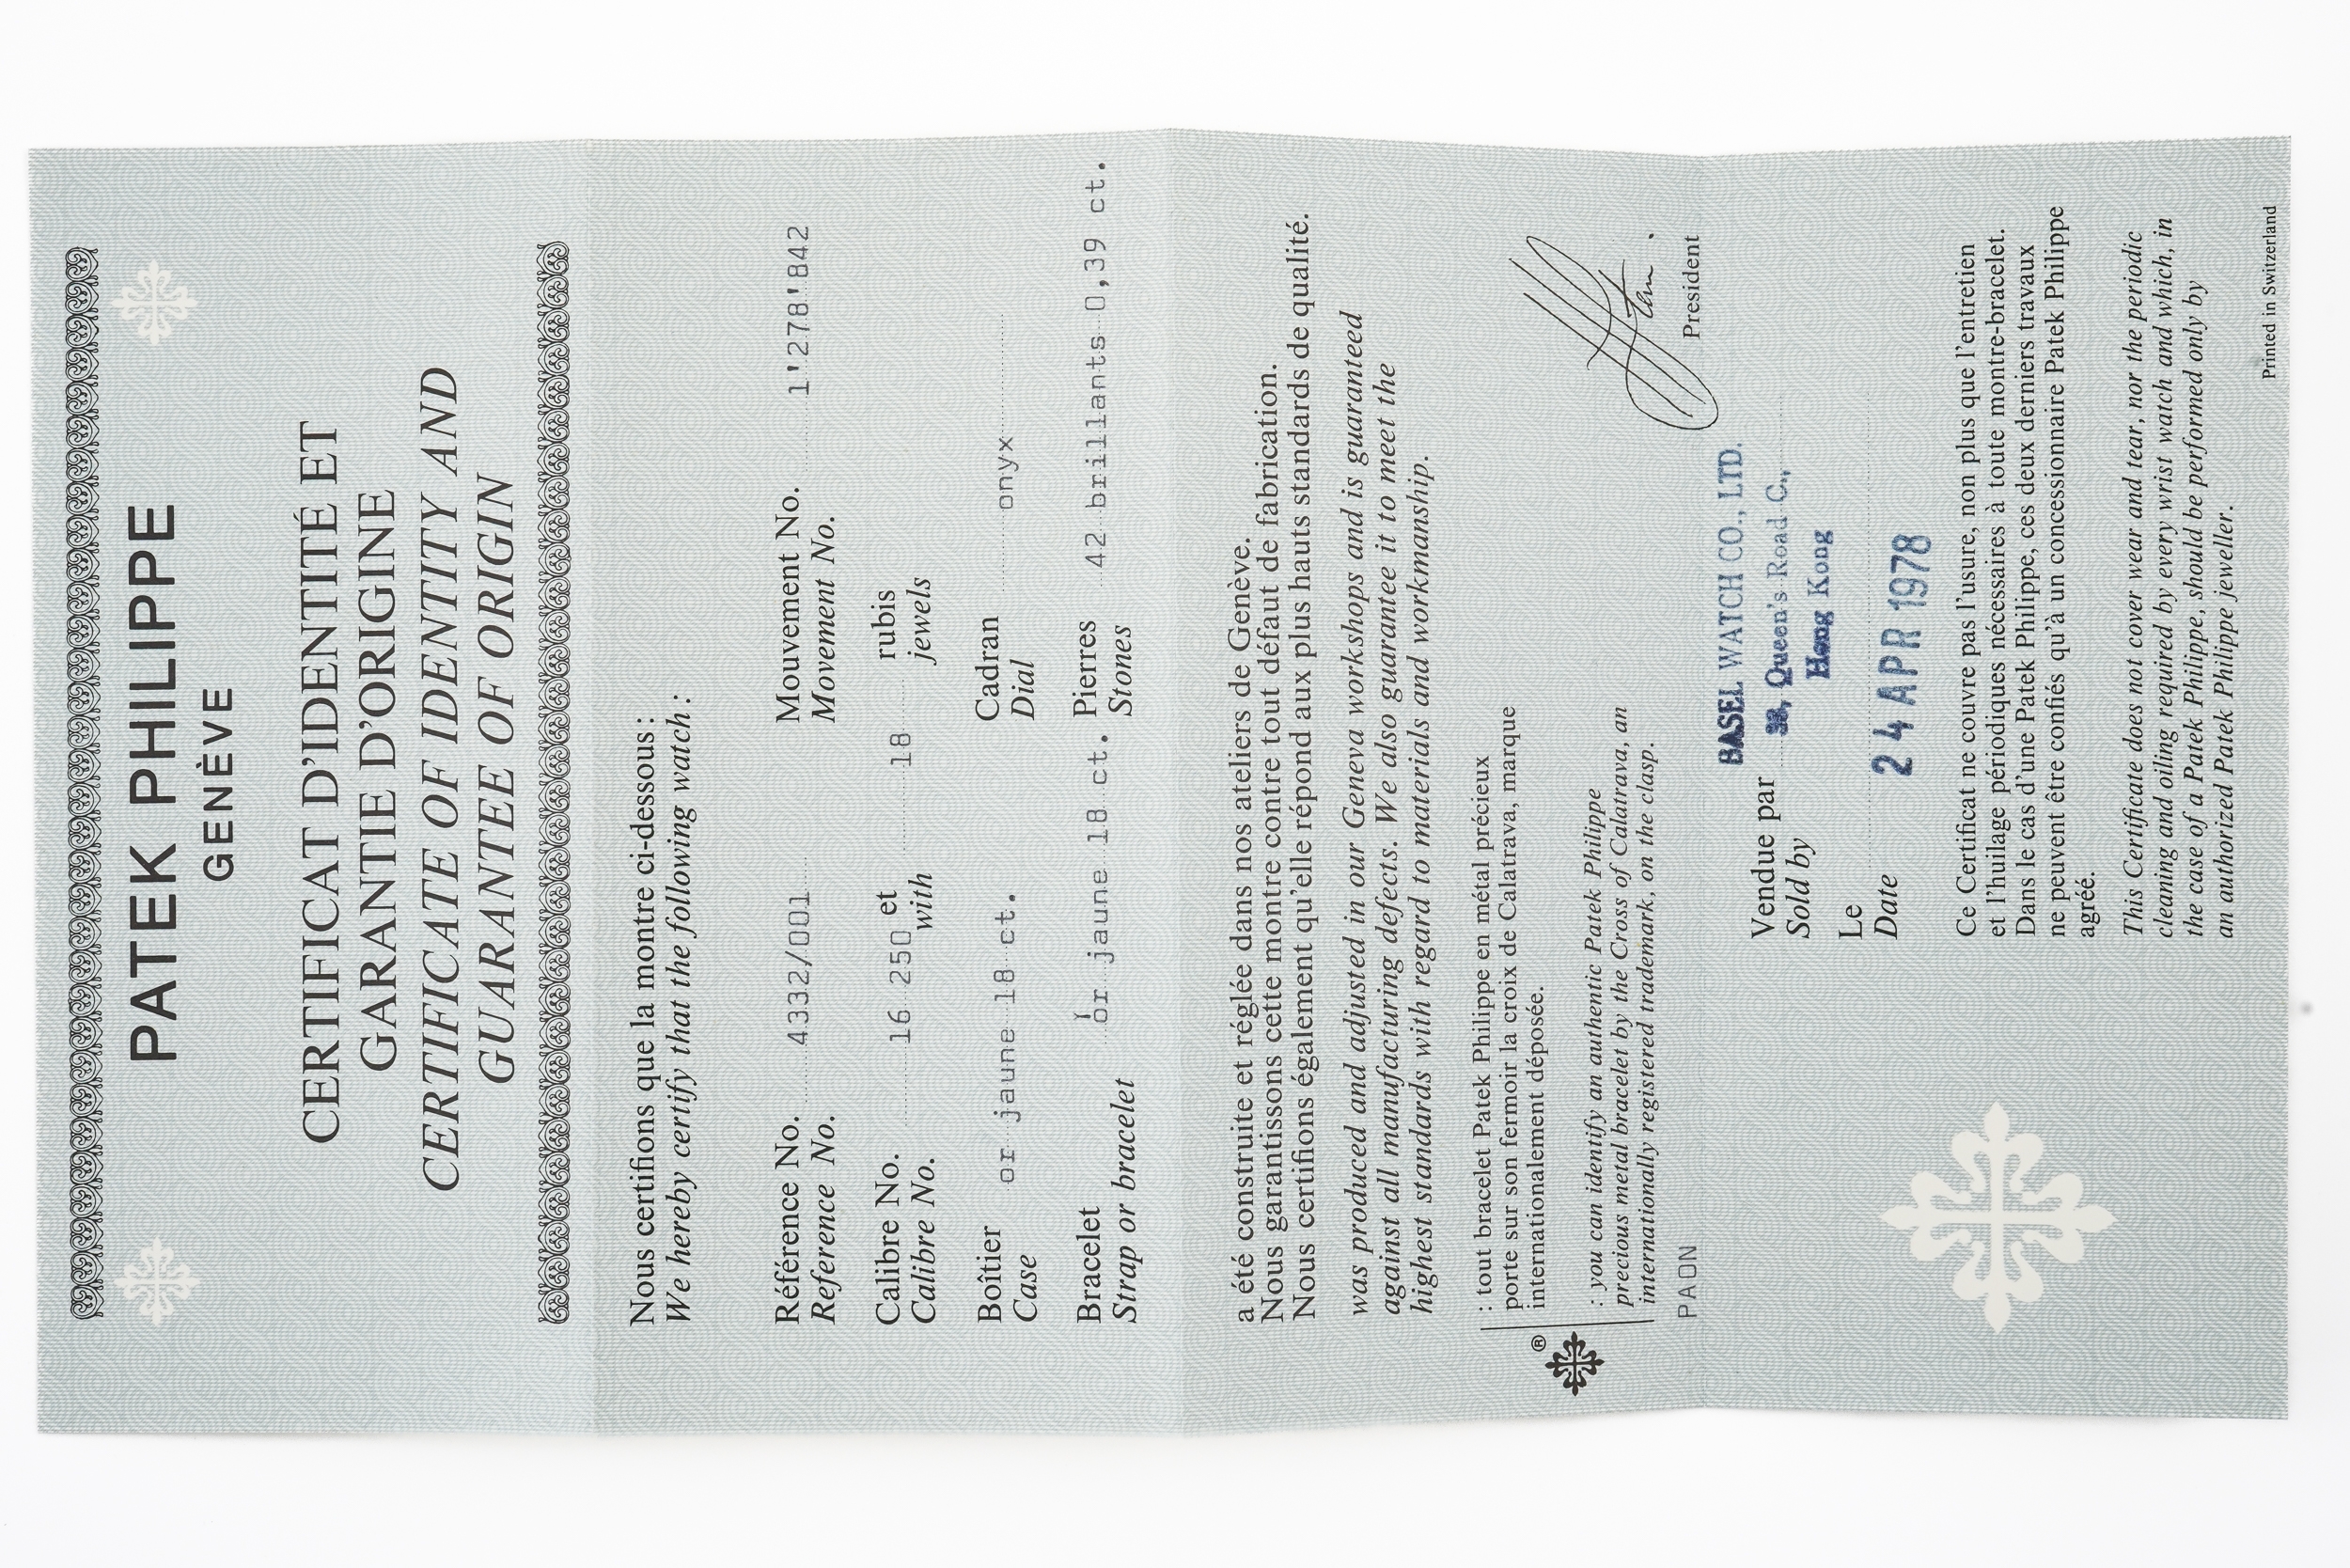 PATEK PHILIPPE
GENÈVE
CERTIFICAT D'IDENTITÉ ET
GARANTIE D'ORIGINE
CERTIFICATE OF IDENTITY AND
GUARANTEE OF ORIGIN
Nous certifions que la montre ci-dessous :
We hereby certify that the following watch :
Référence No. 4332/001 Mouvement No. 1'278'842
Reference No. Movement No.
Calibre No. 16 250 et 18 rubis
Calibre No. with jewels
Boîtier or jaune 18 ct. Cadran onyx
Case Dial
Bracelet or jaune 18 ct. Pierres 42 brillants 0,39 ct.
Strap or bracelet Stones
a été construite et réglée dans nos ateliers de Genève.
Nous garantissons cette montre contre tout défaut de fabrication.
Nous certifions également qu'elle répond aux plus hauts standards de qualité.
was produced and adjusted in our Geneva workshops and is guaranteed
against all manufacturing defects. We also guarantee it to meet the
highest standards with regard to materials and workmanship.
: tout bracelet Patek Philippe en métal précieux
porte sur son fermoir la croix de Calatrava, marque
internationalement déposée.
®
: you can identify an authentic Patek Philippe
precious metal bracelet by the Cross of Calatrava, an
internationally registered trademark, on the clasp.
President
PAON
BASEL WATCH CO., LTD.
Vendue par Queen's Road C.,
Sold by Hong Kong
Le
Date 24 APR 1978
Ce Certificat ne couvre pas l'usure, non plus que l'entretien
et l'huilage périodiques nécessaires à toute montre-bracelet.
Dans le cas d'une Patek Philippe, ces deux derniers travaux
ne peuvent être confiés qu'à un concessionnaire Patek Philippe
agréé.
This Certificate does not cover wear and tear, nor the periodic
cleaning and oiling required by every wrist watch and which, in
the case of a Patek Philippe, should be performed only by
an authorized Patek Philippe jeweller.
Printed in Switzerland